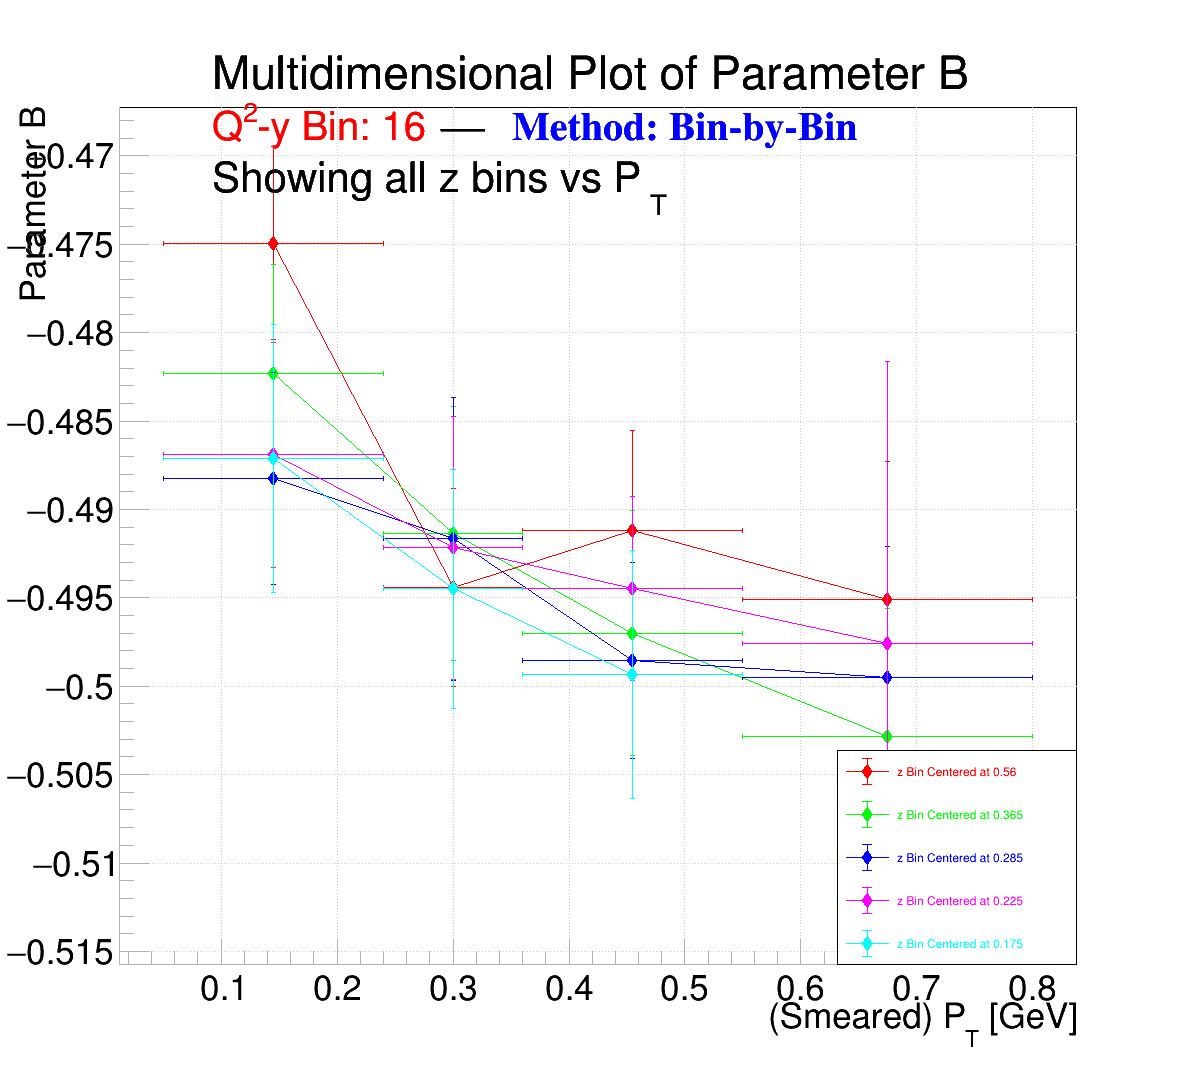 Multidimensional Plot of Parameter B
Q²-y Bin: 16 — Method: Bin-by-Bin
Showing all z bins vs P_T
Parameter B
−0.47
−0.475
−0.48
−0.485
−0.49
−0.495
−0.5
−0.505
−0.51
−0.515
z Bin Centered at 0.56
z Bin Centered at 0.365
z Bin Centered at 0.285
z Bin Centered at 0.225
z Bin Centered at 0.175
0.1 0.2 0.3 0.4 0.5 0.6 0.7 0.8
(Smeared) P_T [GeV]